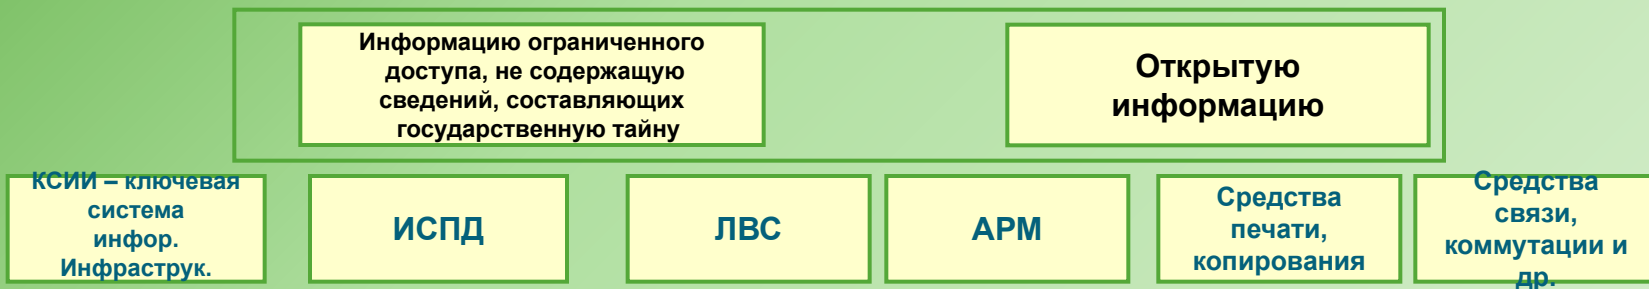 Информацию ограниченного
доступа, не содержащую
сведений, составляющих
государственную тайну
Открытую
информацию
КСИИ – ключевая
система
инфор.
Инфраструк.
ИСПД
ЛВС
АРМ
Средства
печати,
копирования
Средства
связи,
коммутации и
др.